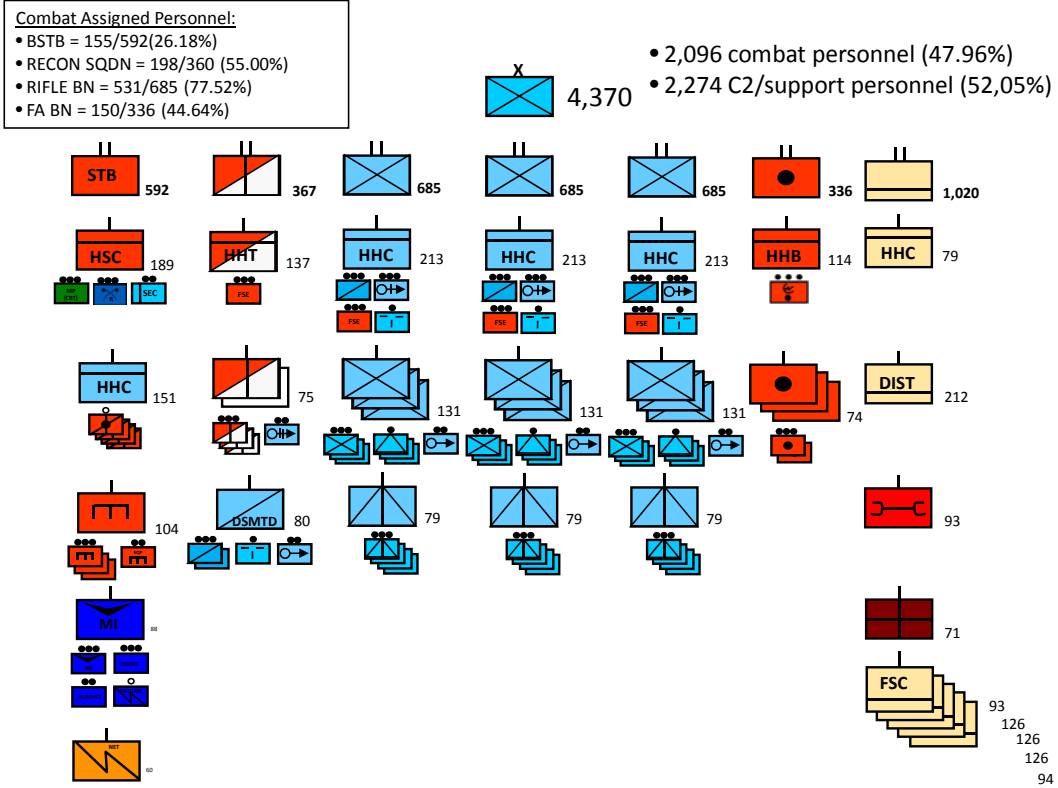 Combat Assigned Personnel:
• BSTB = 155/592(26.18%)
• RECON SQDN = 198/360 (55.00%)
• RIFLE BN = 531/685 (77.52%)
• FA BN = 150/336 (44.64%)
X
4,370
• 2,096 combat personnel (47.96%)
• 2,274 C2/support personnel (52,05%)
STB 592
367
685
685
685
336
1,020
HSC 189
HHT 137
HHC 213
HHC 213
HHC 213
HHB 114
HHC 79
SEC
FSE
FSE
FSE
FSE
HHC 151
75
131
131
131
74
DIST 212
104
DSMTD 80
79
79
79
93
MI 88
71
FSC 93
126
126
126
94
NET 60